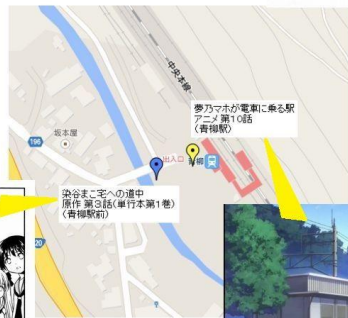 中央本線
夢乃マホが電車に乗る駅
アニメ 第10話
(青柳駅)
196
坂本屋
出入口
青柳
染谷まこ宅への道中
原作 第3話(単行本第1巻)
(青柳駅前)
20